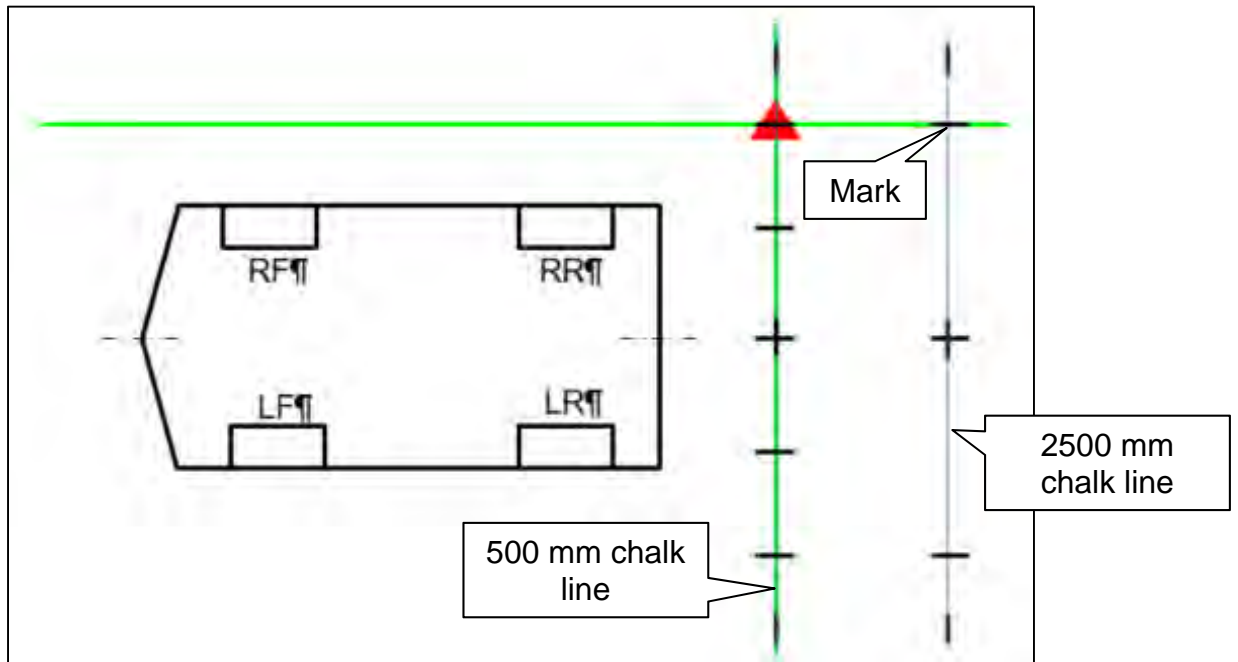 Mark
RF¶
RR¶
LF¶
LR¶
2500 mm
chalk line
500 mm chalk
line